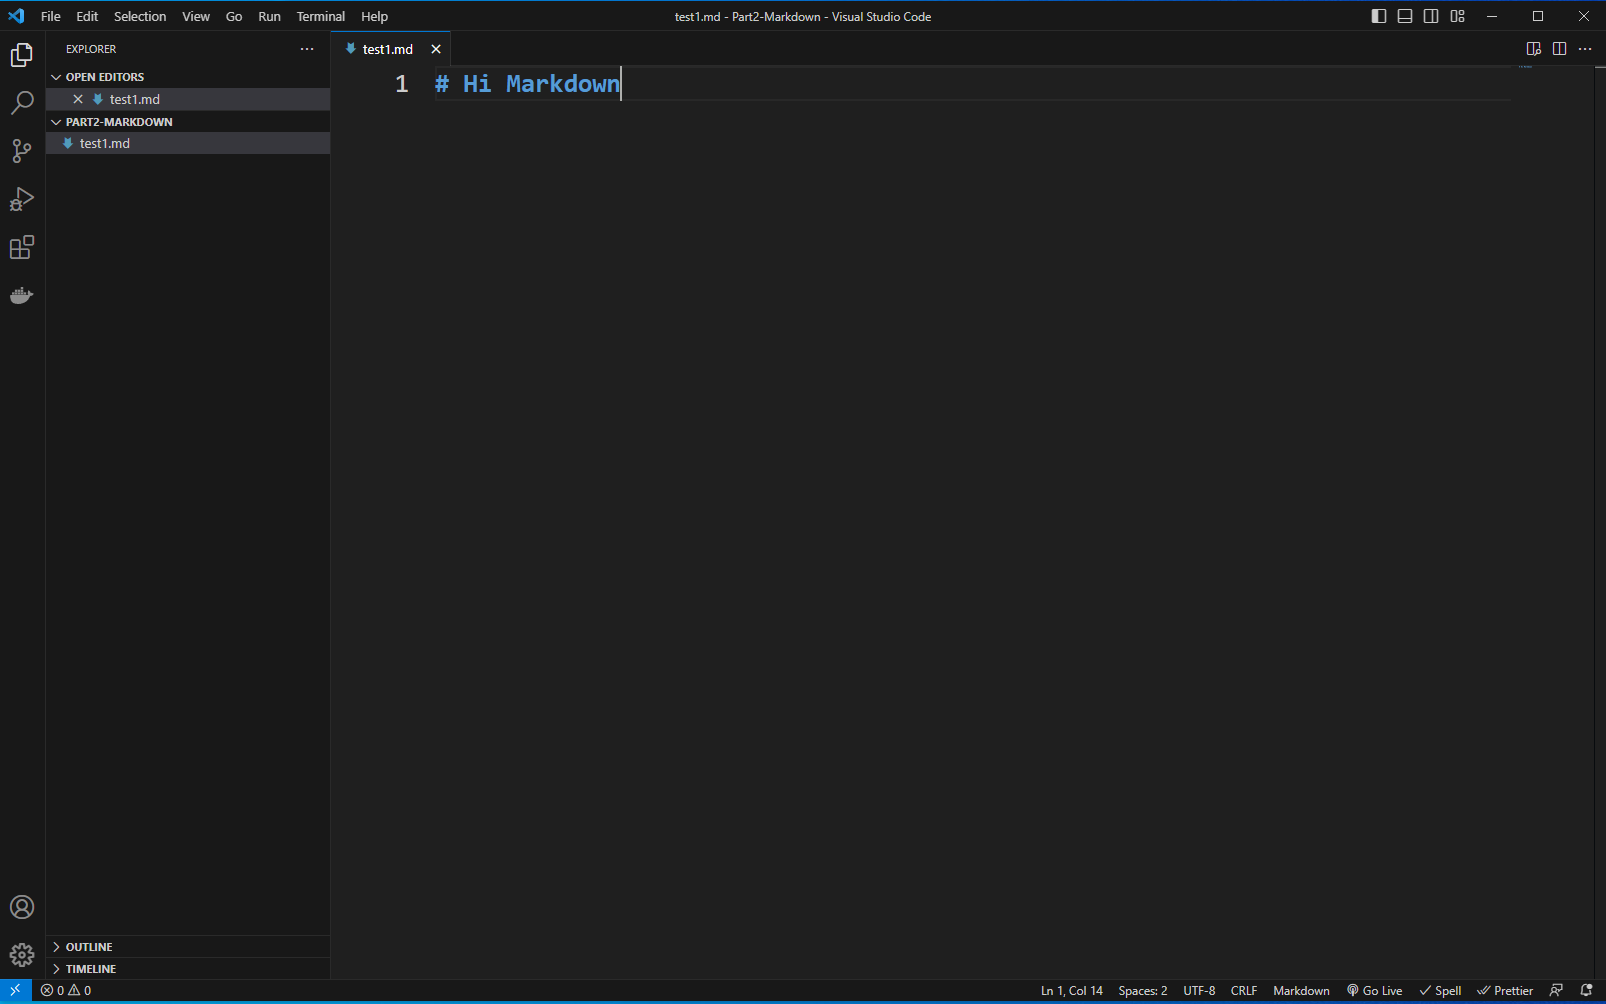 File Edit Selection View Go Run Terminal Help
test1.md - Part2-Markdown - Visual Studio Code
EXPLORER
OPEN EDITORS
test1.md
PART2-MARKDOWN
test1.md
OUTLINE
TIMELINE
test1.md
1 # Hi Markdown
0 0
Ln 1, Col 14 Spaces: 2 UTF-8 CRLF Markdown Go Live Spell Prettier